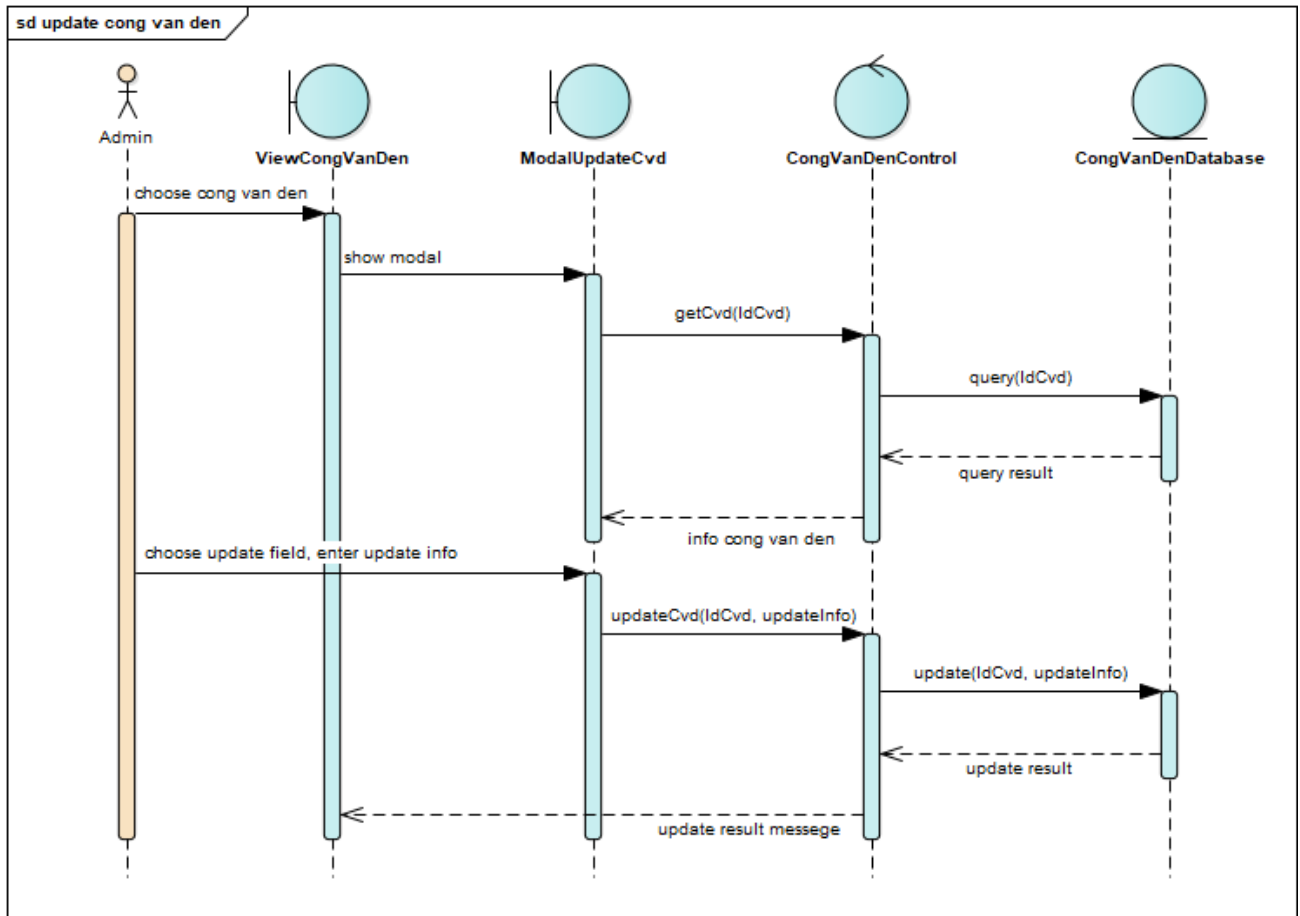 sd update cong van den
Admin
ViewCongVanDen
ModalUpdateCvd
CongVanDenControl
CongVanDenDatabase
choose cong van den
show modal
getCvd(IdCvd)
query(IdCvd)
query result
info cong van den
choose update field, enter update info
updateCvd(IdCvd, updateInfo)
update(IdCvd, updateInfo)
update result
update result messege